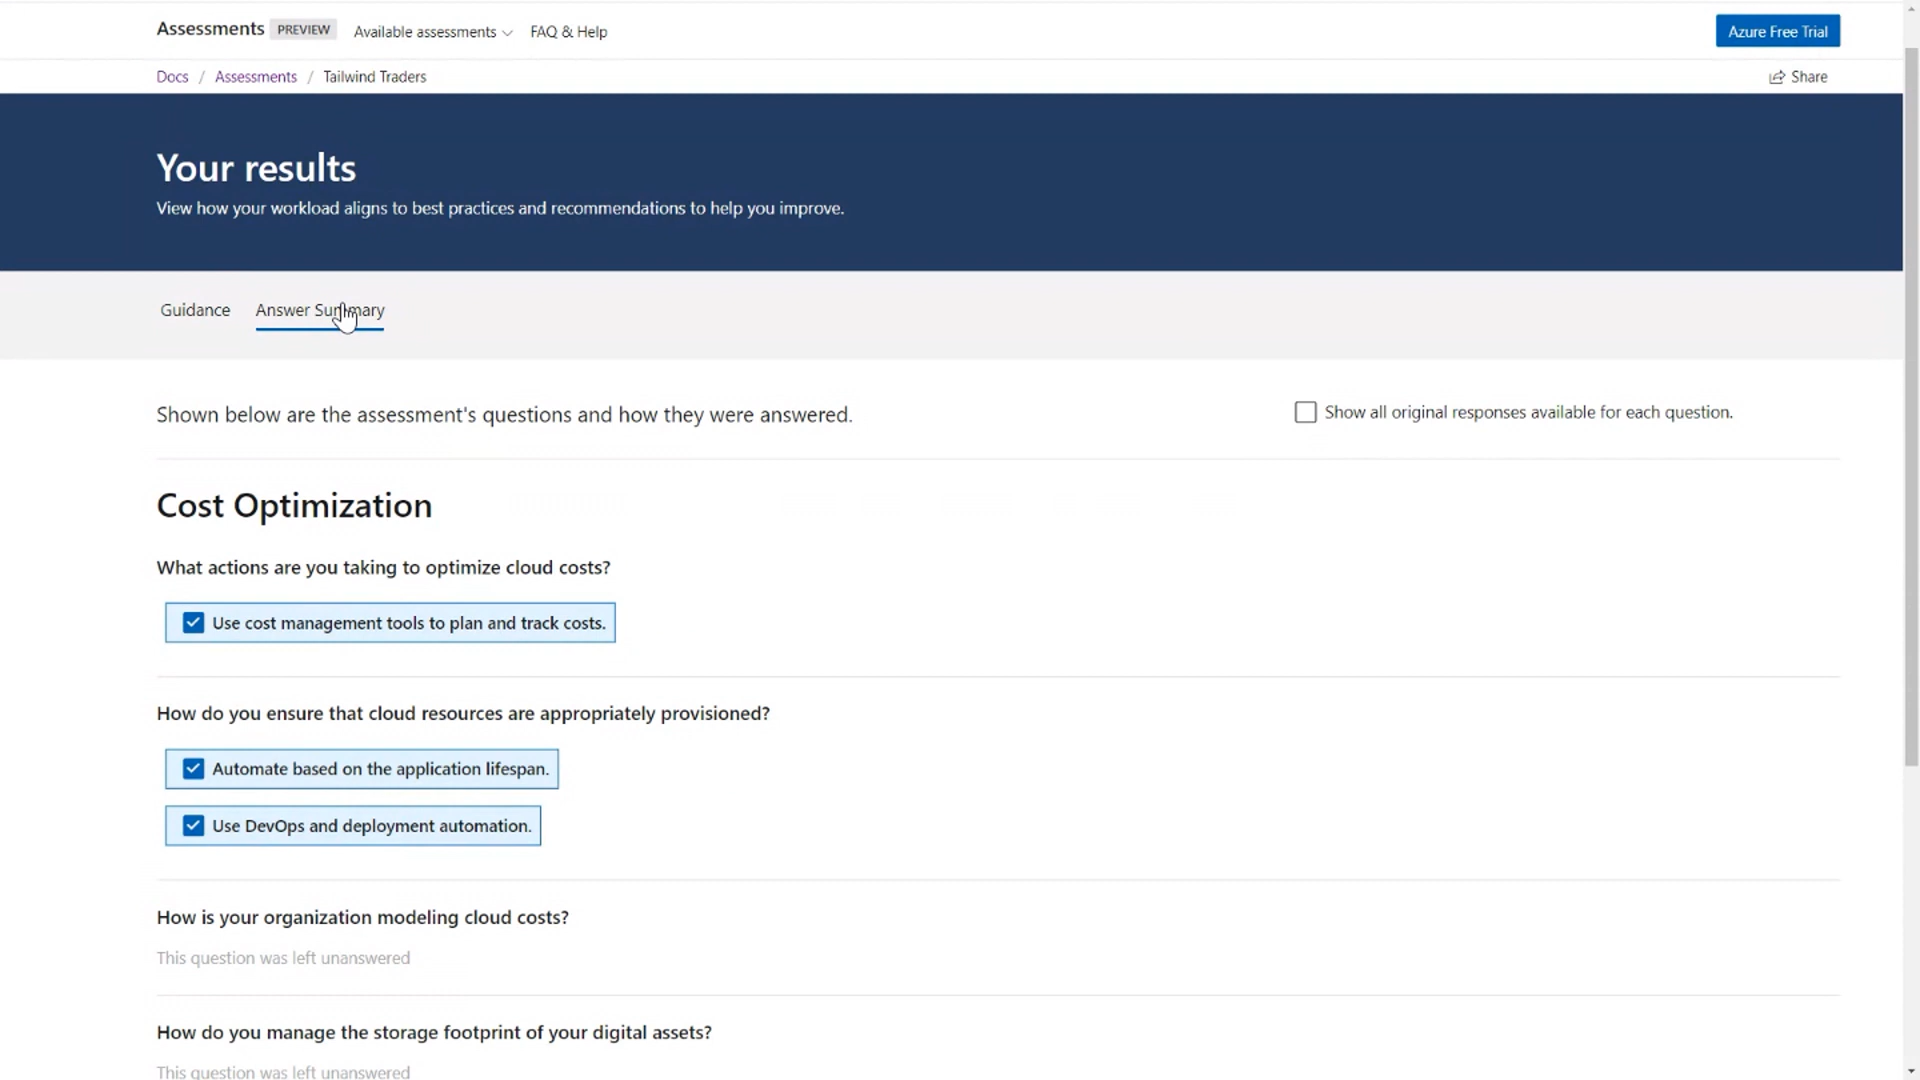 Assessments PREVIEW Available assessments FAQ & Help Azure Free Trial
Docs / Assessments / Tailwind Traders Share
Your results
View how your workload aligns to best practices and recommendations to help you improve.
Guidance Answer Summary
Shown below are the assessment's questions and how they were answered. Show all original responses available for each question.
Cost Optimization
What actions are you taking to optimize cloud costs?
Use cost management tools to plan and track costs.
How do you ensure that cloud resources are appropriately provisioned?
Automate based on the application lifespan.
Use DevOps and deployment automation.
How is your organization modeling cloud costs?
This question was left unanswered
How do you manage the storage footprint of your digital assets?
This question was left unanswered